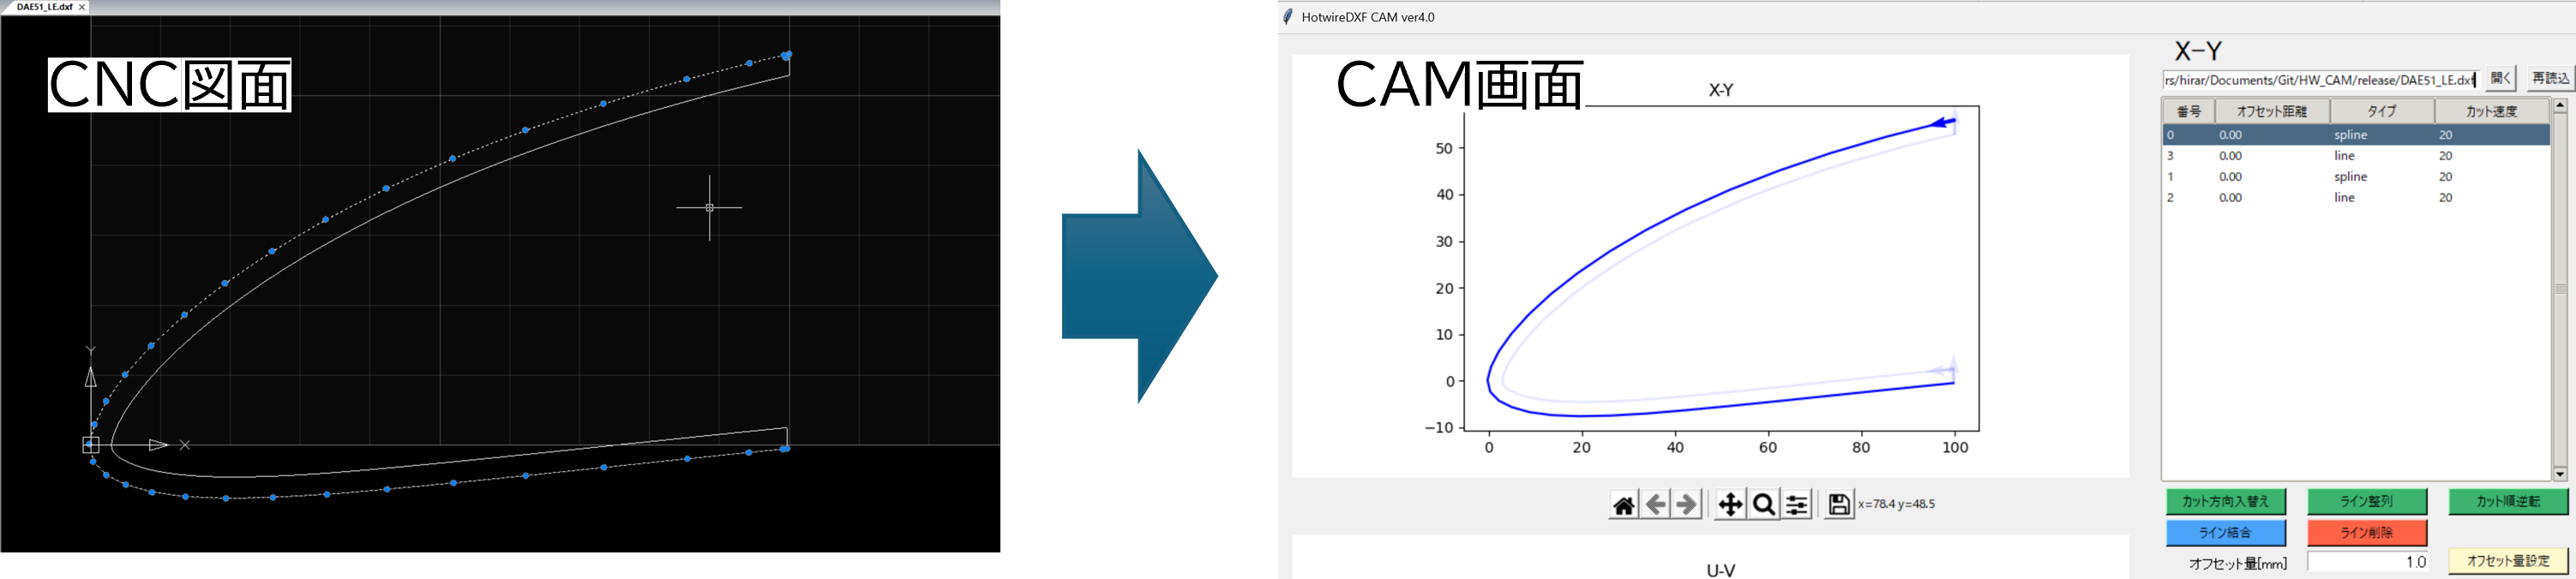 DAE51_LE.dxf
CNC図面
Y
X
HotwireDXF CAM ver4.0
CAM画面
X-Y
50
40
30
20
10
0
−10
0 20 40 60 80 100
x=78.4 y=48.5
U-V
X-Y
rs/hirar/Documents/Git/HW_CAM/release/DAE51_LE.dxf 開く 再読込
番号 オフセット距離 タイプ カット速度
0 0.00 spline 20
3 0.00 line 20
1 0.00 spline 20
2 0.00 line 20
カット方向入替え ライン整列 カット順逆転
ライン結合 ライン削除
オフセット量[mm] 1.0 オフセット量設定